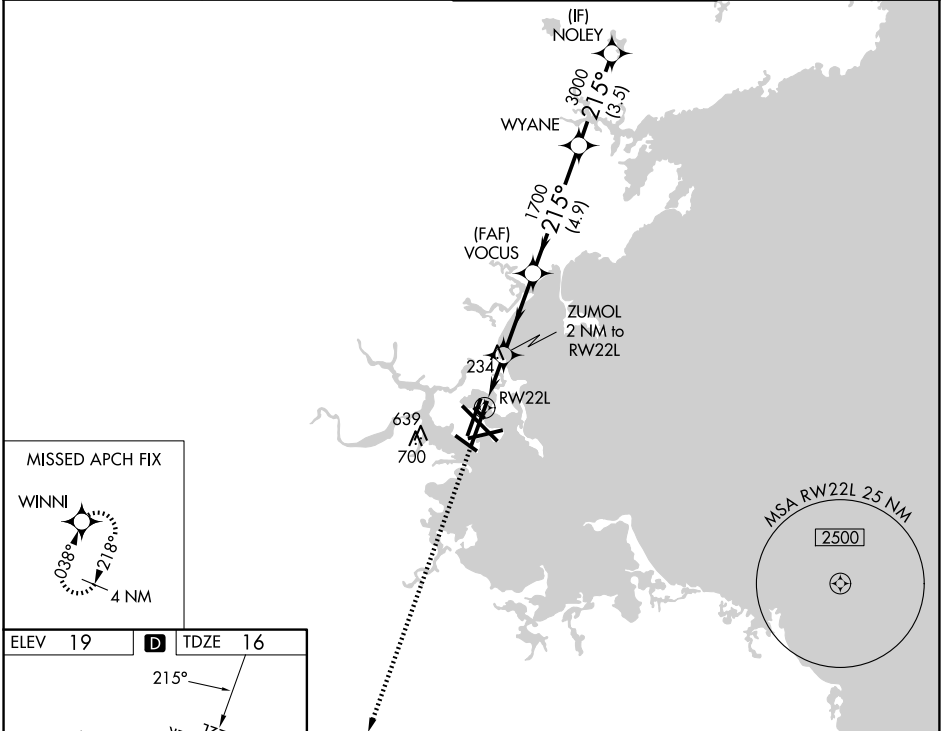 (IF)
NOLEY
3000
215°
(3.5)
WYANE
1700
215°
(4.9)
(FAF)
VOCUS
ZUMOL
2 NM to
RW22L
234
RW22L
639
700
MISSED APCH FIX
WINNI
038°
218°
4 NM
MSA RW22L 25 NM
2500
ELEV 19 D TDZE 16
215°